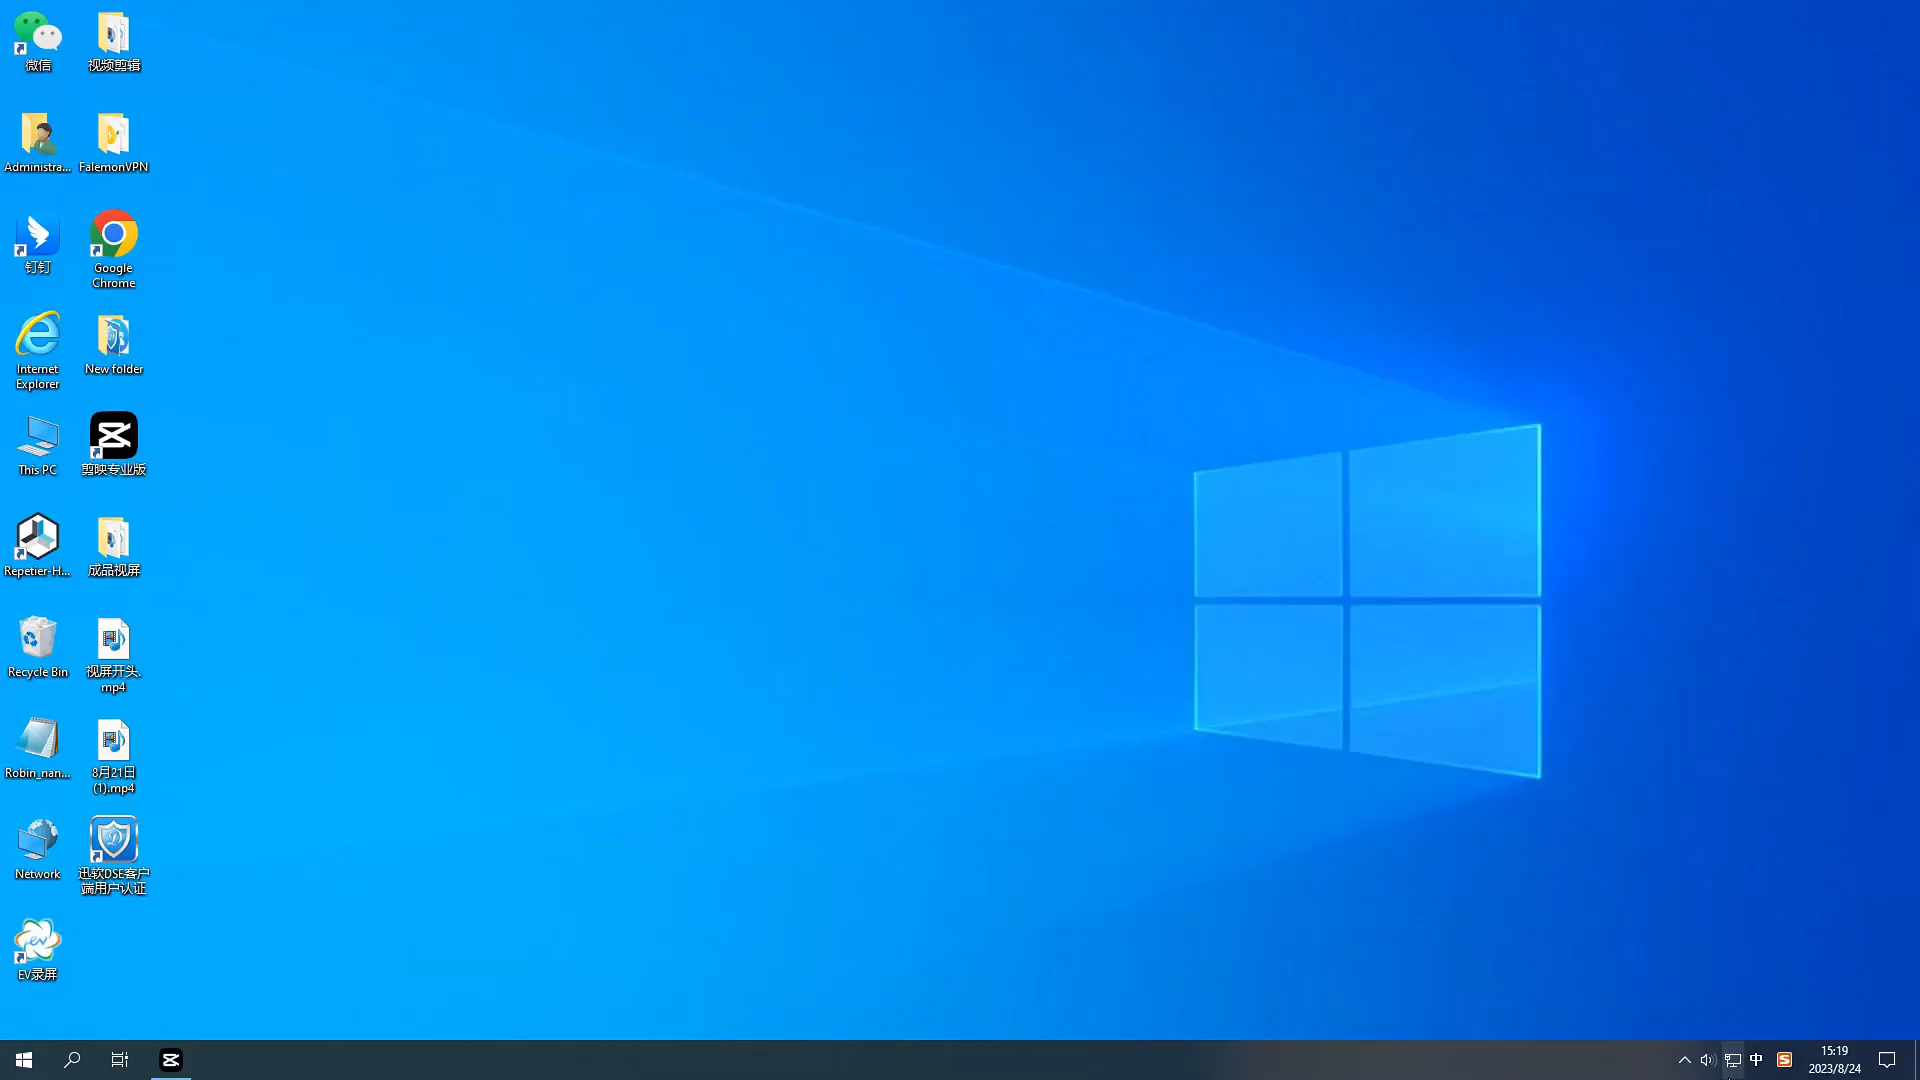 微信
视频剪辑
Administra...
FalemonVPN
钉钉
Google
Chrome
Internet
Explorer
New folder
This PC
剪映专业版
Repetier-H...
成品视屏
Recycle Bin
视屏开头.
mp4
Robin_nan...
8月21日
(1).mp4
Network
迅软DSE客户
端用户认证
EV录屏
中
15:19
2023/8/24